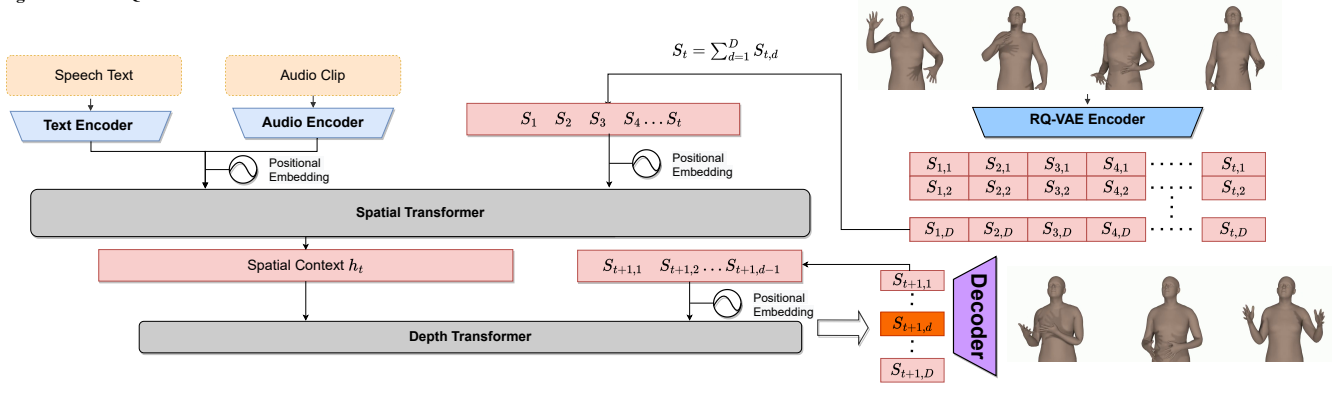 Speech Text
Audio Clip
Text Encoder
Audio Encoder
Positional
Embedding
$S_t = \sum_{d=1}^{D} S_{t,d}$
$S_1$ $S_2$ $S_3$ $S_4 \ldots S_t$
Positional
Embedding
RQ-VAE Encoder
$S_{1,1}$ $S_{2,1}$ $S_{3,1}$ $S_{4,1}$ ····· $S_{t,1}$
$S_{1,2}$ $S_{2,2}$ $S_{3,2}$ $S_{4,2}$ ····· $S_{t,2}$
$S_{1,D}$ $S_{2,D}$ $S_{3,D}$ $S_{4,D}$ ····· $S_{t,D}$
Spatial Transformer
Spatial Context $h_t$
$S_{t+1,1}$ $S_{t+1,2} \ldots S_{t+1,d-1}$
Positional
Embedding
Depth Transformer
$S_{t+1,1}$
$S_{t+1,d}$
$S_{t+1,D}$
Decoder